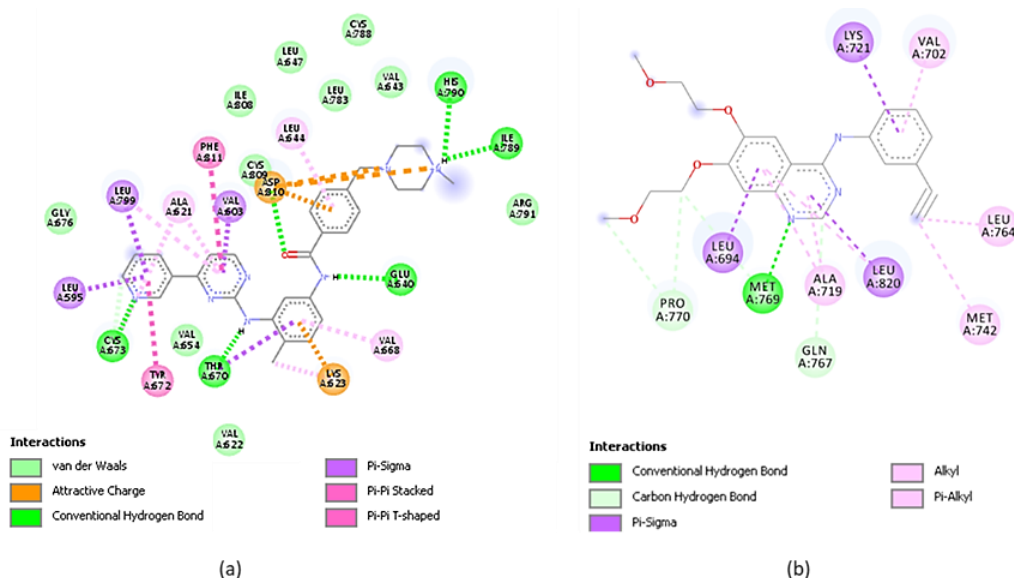 CYS
A:788
LEU
A:647
VAL
A:643
HIS
A:790
ILE
A:808
LEU
A:783
LEU
A:644
ILE
A:789
PHE
A:811
CYS
A:809
ASP
A:810
LEU
A:799
ALA
A:621
VAL
A:603
ARG
A:791
GLY
A:676
LEU
A:595
GLU
A:640
CYS
A:673
VAL
A:654
THR
A:670
TYR
A:672
LYS
A:623
VAL
A:668
VAL
A:622
N
N
N
N
H
O
N
H
N
N
H
Interactions
van der Waals
Attractive Charge
Conventional Hydrogen Bond
Pi-Sigma
Pi-Pi Stacked
Pi-Pi T-shaped
(a)
LYS
A:721
VAL
A:702
O
O
O
O
N
N
N
LEU
A:694
MET
A:769
ALA
A:719
LEU
A:820
LEU
A:764
PRO
A:770
MET
A:742
GLN
A:767
Interactions
Conventional Hydrogen Bond
Carbon Hydrogen Bond
Pi-Sigma
Alkyl
Pi-Alkyl
(b)